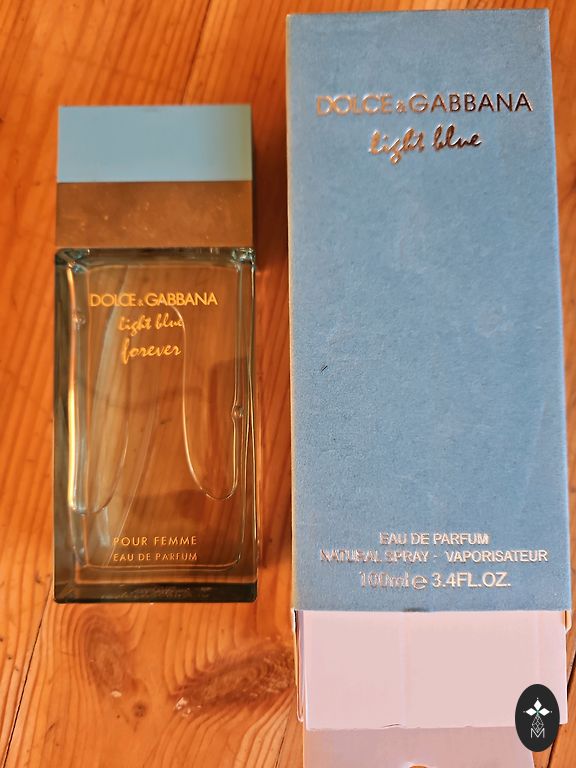 DOLCE & GABBANA
light blue
forever
POUR FEMME
EAU DE PARFUM
DOLCE & GABBANA
light blue
EAU DE PARFUM
NATURAL SPRAY - VAPORISATEUR
100ml e 3.4FL.OZ.